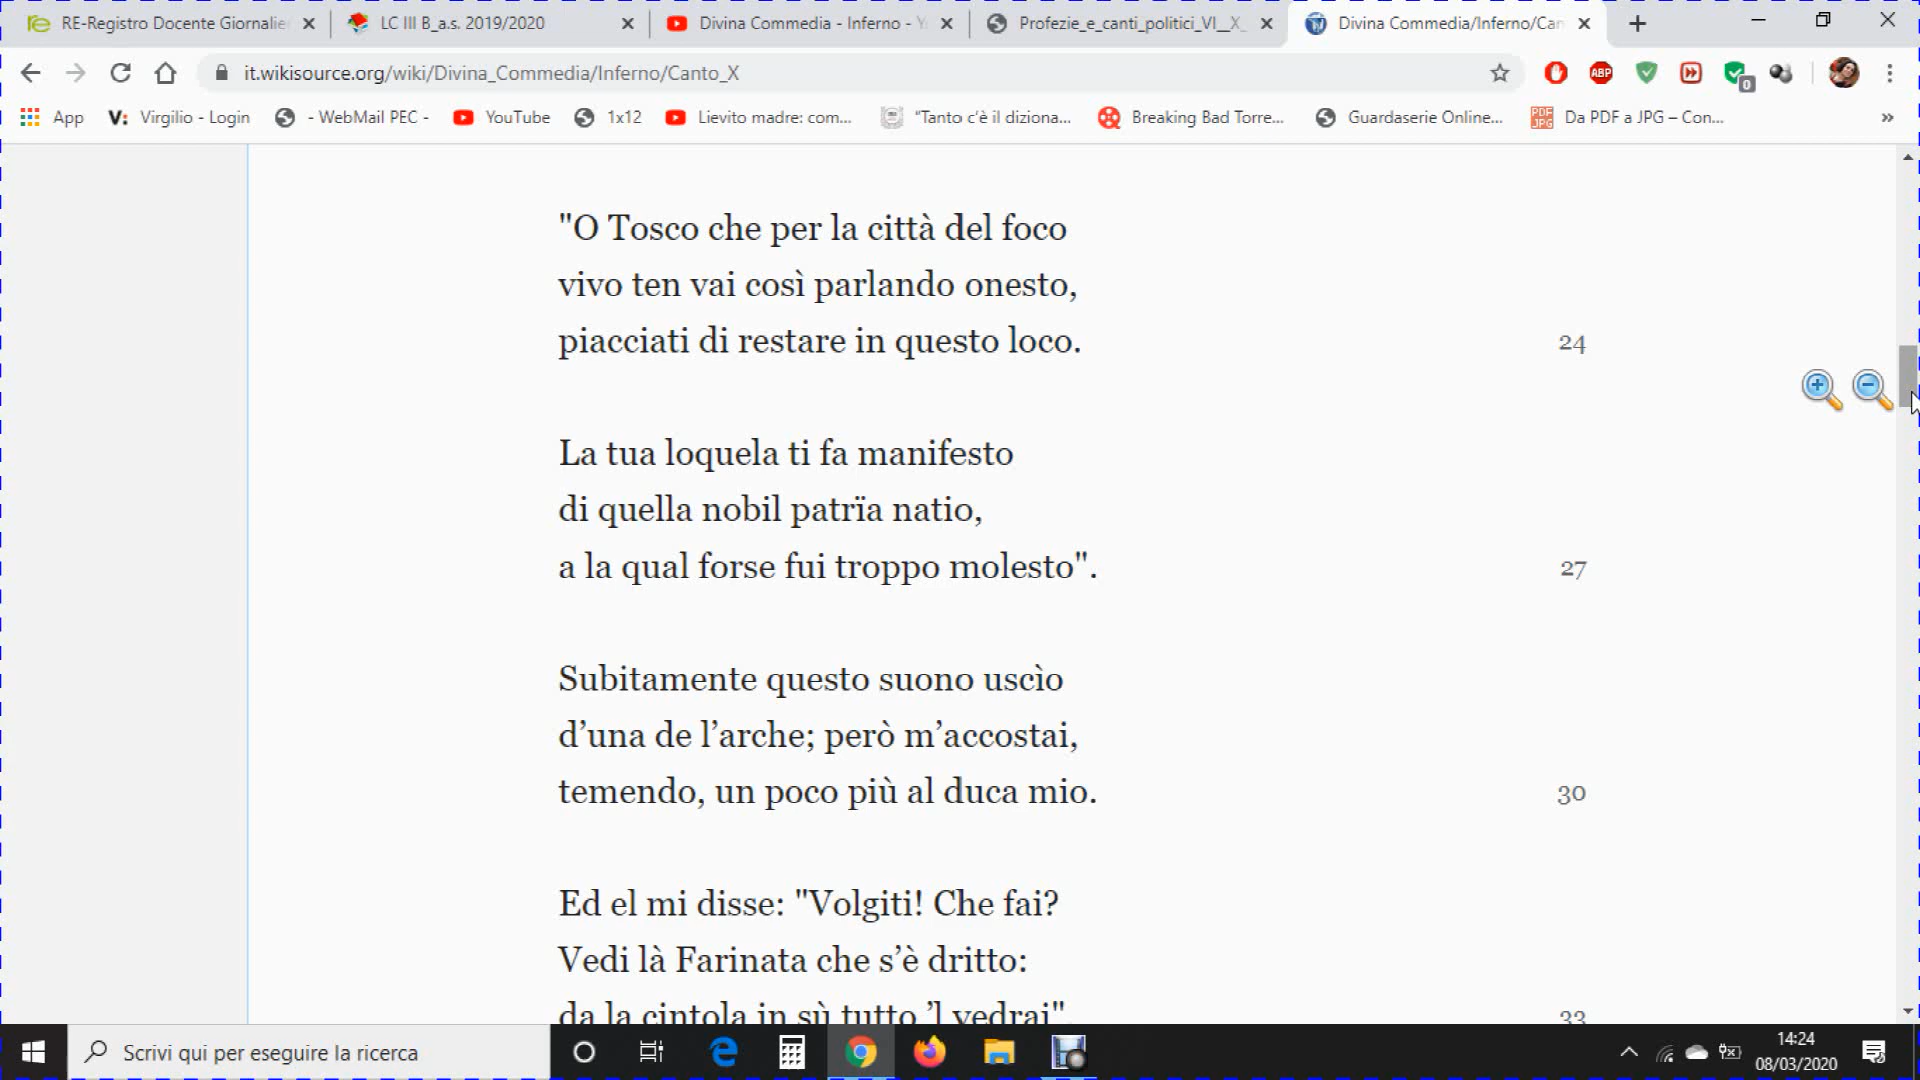 RE-Registro Docente Giornalie
LC III B_a.s. 2019/2020
Divina Commedia - Inferno - Y
Profezie_e_canti_politici_VI__X_
Divina Commedia/Inferno/Can
it.wikisource.org/wiki/Divina_Commedia/Inferno/Canto_X
ABP
0
App
Virgilio - Login
- WebMail PEC -
YouTube
1x12
Lievito madre: com...
"Tanto c'è il diziona...
Breaking Bad Torre...
Guardaserie Online...
PDF
JPG
Da PDF a JPG – Con...
»
"O Tosco che per la città del foco
vivo ten vai così parlando onesto,
piacciati di restare in questo loco.
24
La tua loquela ti fa manifesto
di quella nobil patrïa natio,
a la qual forse fui troppo molesto".
27
Subitamente questo suono uscìo
d’una de l’arche; però m’accostai,
temendo, un poco più al duca mio.
30
Ed el mi disse: "Volgiti! Che fai?
Vedi là Farinata che s’è dritto:
da la cintola in sù tutto ’l vedrai".
33
Scrivi qui per eseguire la ricerca
14:24
08/03/2020